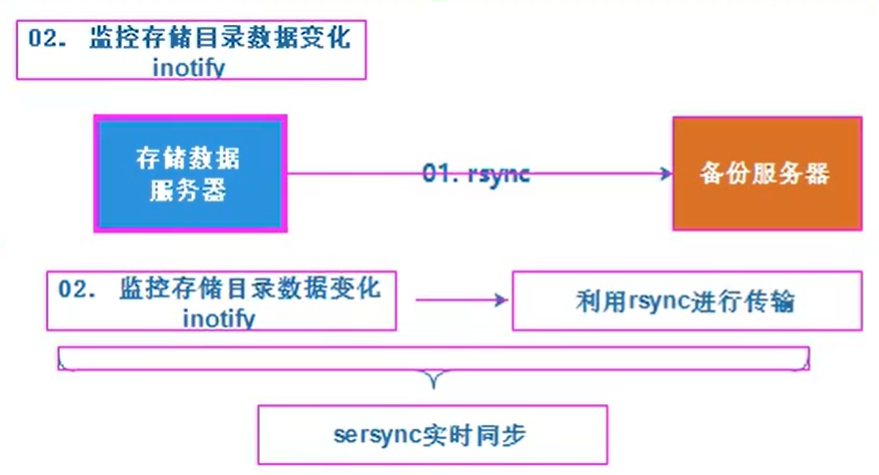 02. 监控存储目录数据变化
inotify
存储数据
服务器
01. rsync
备份服务器
02. 监控存储目录数据变化
inotify
利用rsync进行传输
sersync实时同步